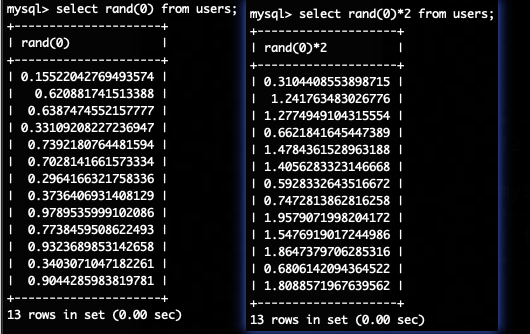 mysql> select rand(0) from users;
+---------------------+
| rand(0)             |
+---------------------+
| 0.15522042769493574 |
|   0.620881741513388 |
|  0.6387474552157777 |
| 0.33109208227236947 |
|  0.7392180764481594 |
|  0.7028141661573334 |
|  0.2964166321758336 |
|  0.3736406931408129 |
|  0.9789535999102086 |
|  0.7738459508622493 |
|  0.9323689853142658 |
|  0.3403071047182261 |
|  0.9044285983819781 |
+---------------------+
13 rows in set (0.00 sec)
mysql> select rand(0)*2 from users;
+--------------------+
| rand(0)*2          |
+--------------------+
| 0.3104408553898715 |
|  1.241763483026776 |
| 1.2774949104315554 |
| 0.6621841645447389 |
| 1.4784361528963188 |
| 1.4056283323146668 |
| 0.5928332643516672 |
| 0.7472813862816258 |
| 1.9579071998204172 |
| 1.5476919017244986 |
| 1.8647379706285316 |
| 0.6806142094364522 |
| 1.8088571967639562 |
+--------------------+
13 rows in set (0.00 sec)